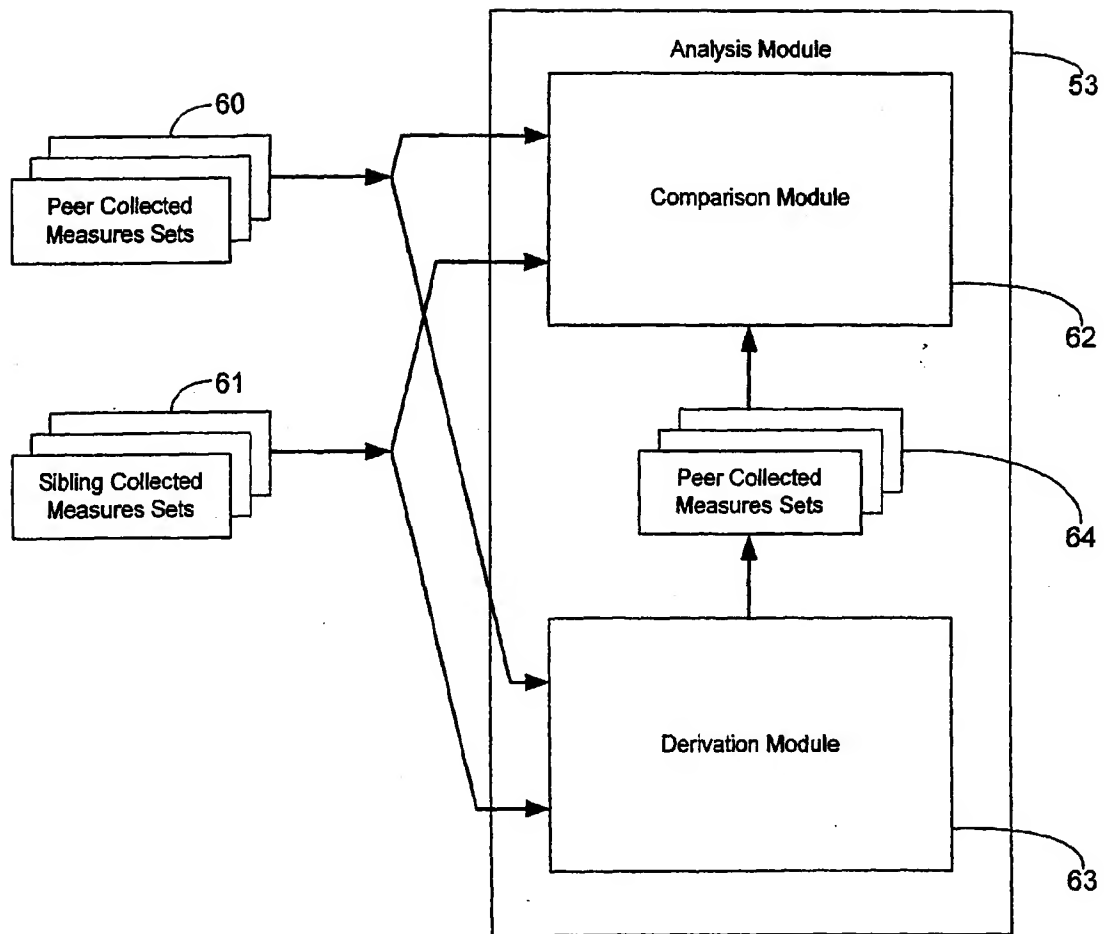 Analysis Module
53
60
Peer Collected
Measures Sets
Comparison Module
62
61
Sibling Collected
Measures Sets
Peer Collected
Measures Sets
64
Derivation Module
63